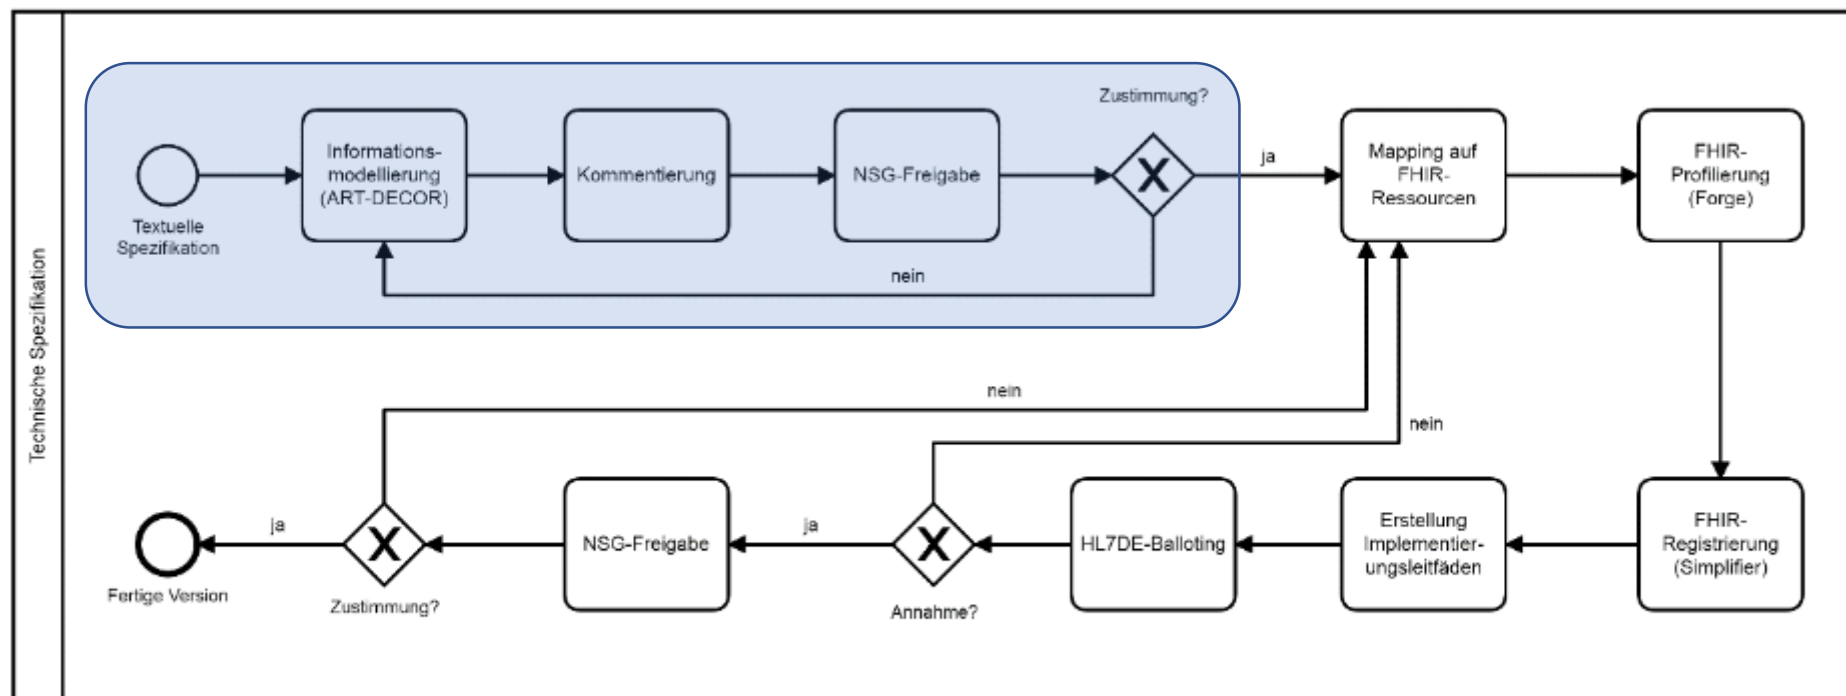 Technische Spezifikation
Zustimmung?
Textuelle
Spezifikation
Informations-
modellierung
(ART-DECOR)
Kommentierung
NSG-Freigabe
X
ja
Mapping auf
FHIR-
Ressourcen
FHIR-
Profilierung
(Forge)
nein
nein
nein
Fertige Version
ja
X
Zustimmung?
NSG-Freigabe
ja
X
Annahme?
HL7DE-Balloting
Erstellung
Implementier-
ungsleitfäden
FHIR-
Registrierung
(Simplifier)